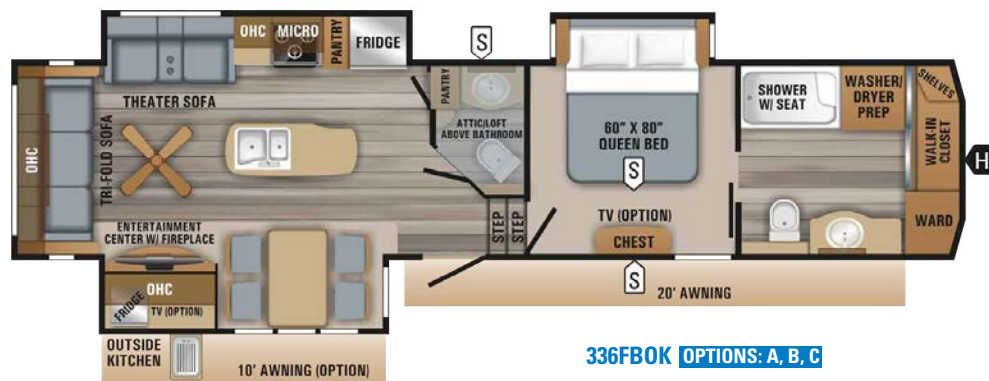 OHC
MICRO
PANTRY
FRIDGE
S
THEATER SOFA
OHC
TRI-FOLD SOFA
PANTRY
ATTIC/LOFT
ABOVE BATHROOM
60" X 80"
QUEEN BED
S
SHOWER
W/ SEAT
WASHER/
DRYER
PREP
SHELVES
WALK-IN
CLOSET
H
WARD
ENTERTAINMENT
CENTER W/ FIREPLACE
STEP
STEP
TV (OPTION)
CHEST
S
OHC
FRIDGE
TV (OPTION)
20' AWNING
OUTSIDE
KITCHEN
10' AWNING (OPTION)
336FBOK OPTIONS: A, B, C